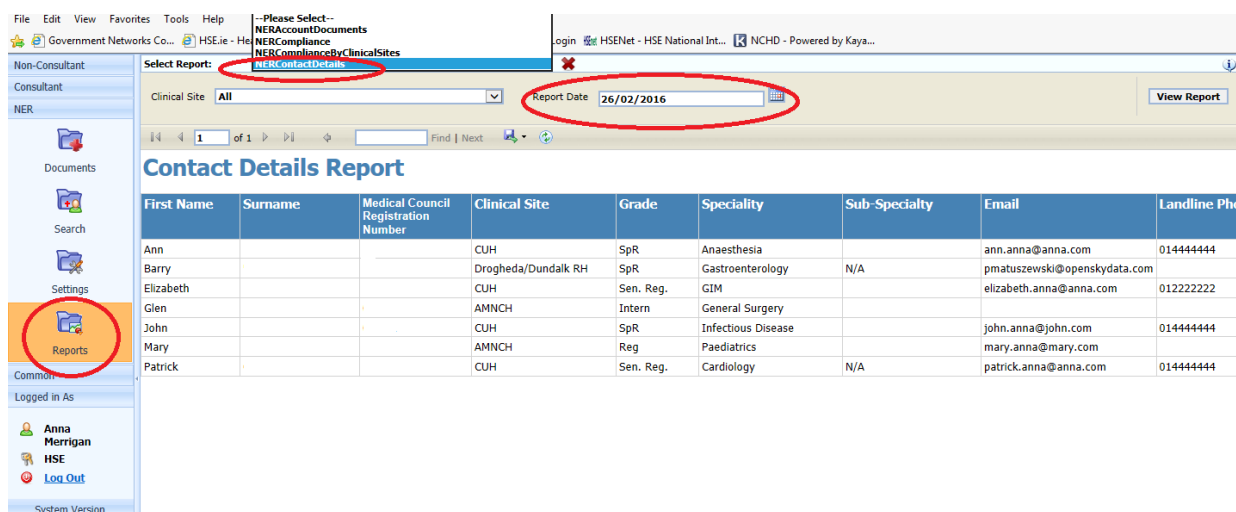 File Edit View Favorites Tools Help
--Please Select--
NERAccountDocuments
NERCompliance
NERComplianceByClinicalSites
NERContactDetails
Government Networks Co... HSE.ie - He
Login HSENet - HSE National Int... NCHD - Powered by Kaya...
Non-Consultant
Consultant
NER
Documents
Search
Settings
Reports
Common
Logged in As
Anna
Merrigan
HSE
Log Out
System Version
Select Report:
Clinical Site All Report Date 26/02/2016 View Report
1 of 1 Find | Next
Contact Details Report
First Name Surname Medical Council Registration Number Clinical Site Grade Speciality Sub-Specialty Email Landline Pho
Ann CUH SpR Anaesthesia ann.anna@anna.com 014444444
Barry Drogheda/Dundalk RH SpR Gastroenterology N/A pmatuszewski@openskydata.com
Elizabeth CUH Sen. Reg. GIM elizabeth.anna@anna.com 012222222
Glen AMNCH Intern General Surgery
John CUH SpR Infectious Disease john.anna@john.com 014444444
Mary AMNCH Reg Paediatrics mary.anna@mary.com
Patrick CUH Sen. Reg. Cardiology N/A patrick.anna@anna.com 014444444